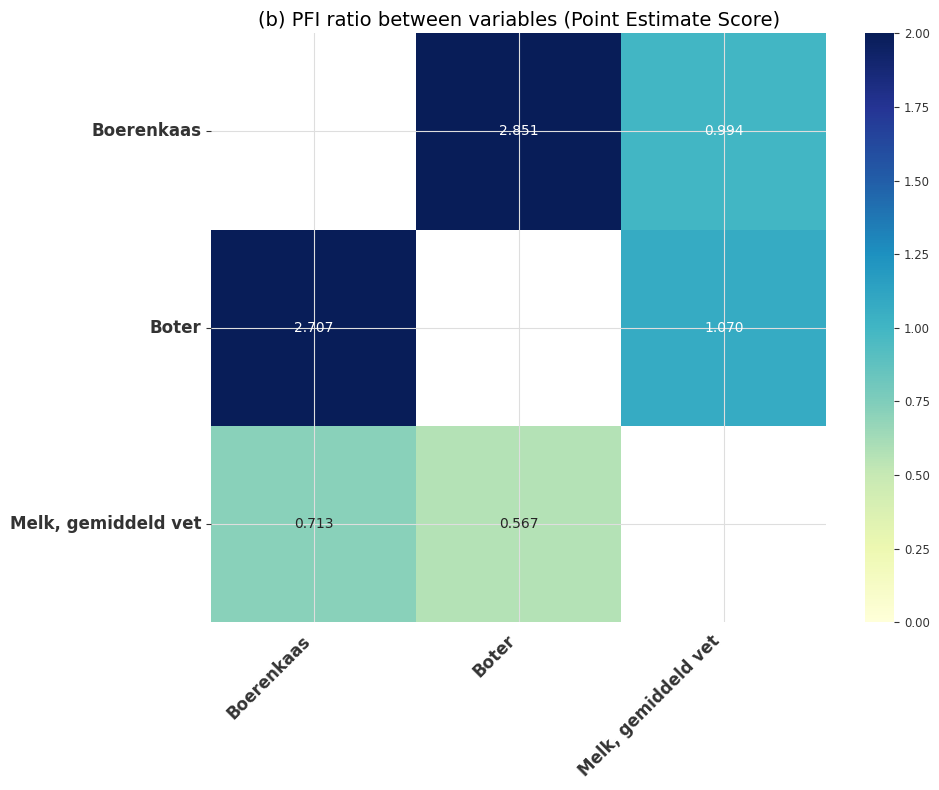 (b) PFI ratio between variables (Point Estimate Score)
Boerenkaas
2.851
0.994
Boter
2.707
1.070
Melk, gemiddeld vet
0.713
0.567
Boerenkaas
Boter
Melk, gemiddeld vet
2.00
1.75
1.50
1.25
1.00
0.75
0.50
0.25
0.00